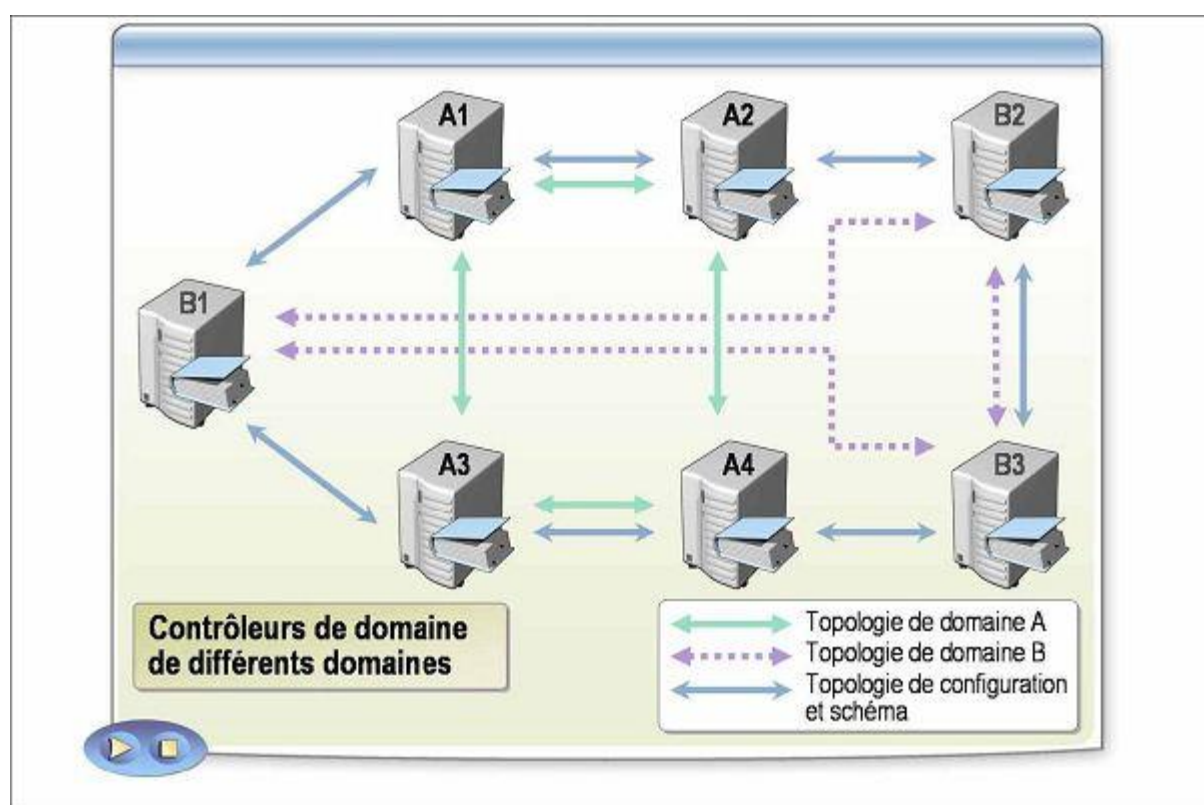 A1
A2
B2
B1
A3
A4
B3
Contrôleurs de domaine
de différents domaines
Topologie de domaine A
Topologie de domaine B
Topologie de configuration
et schéma